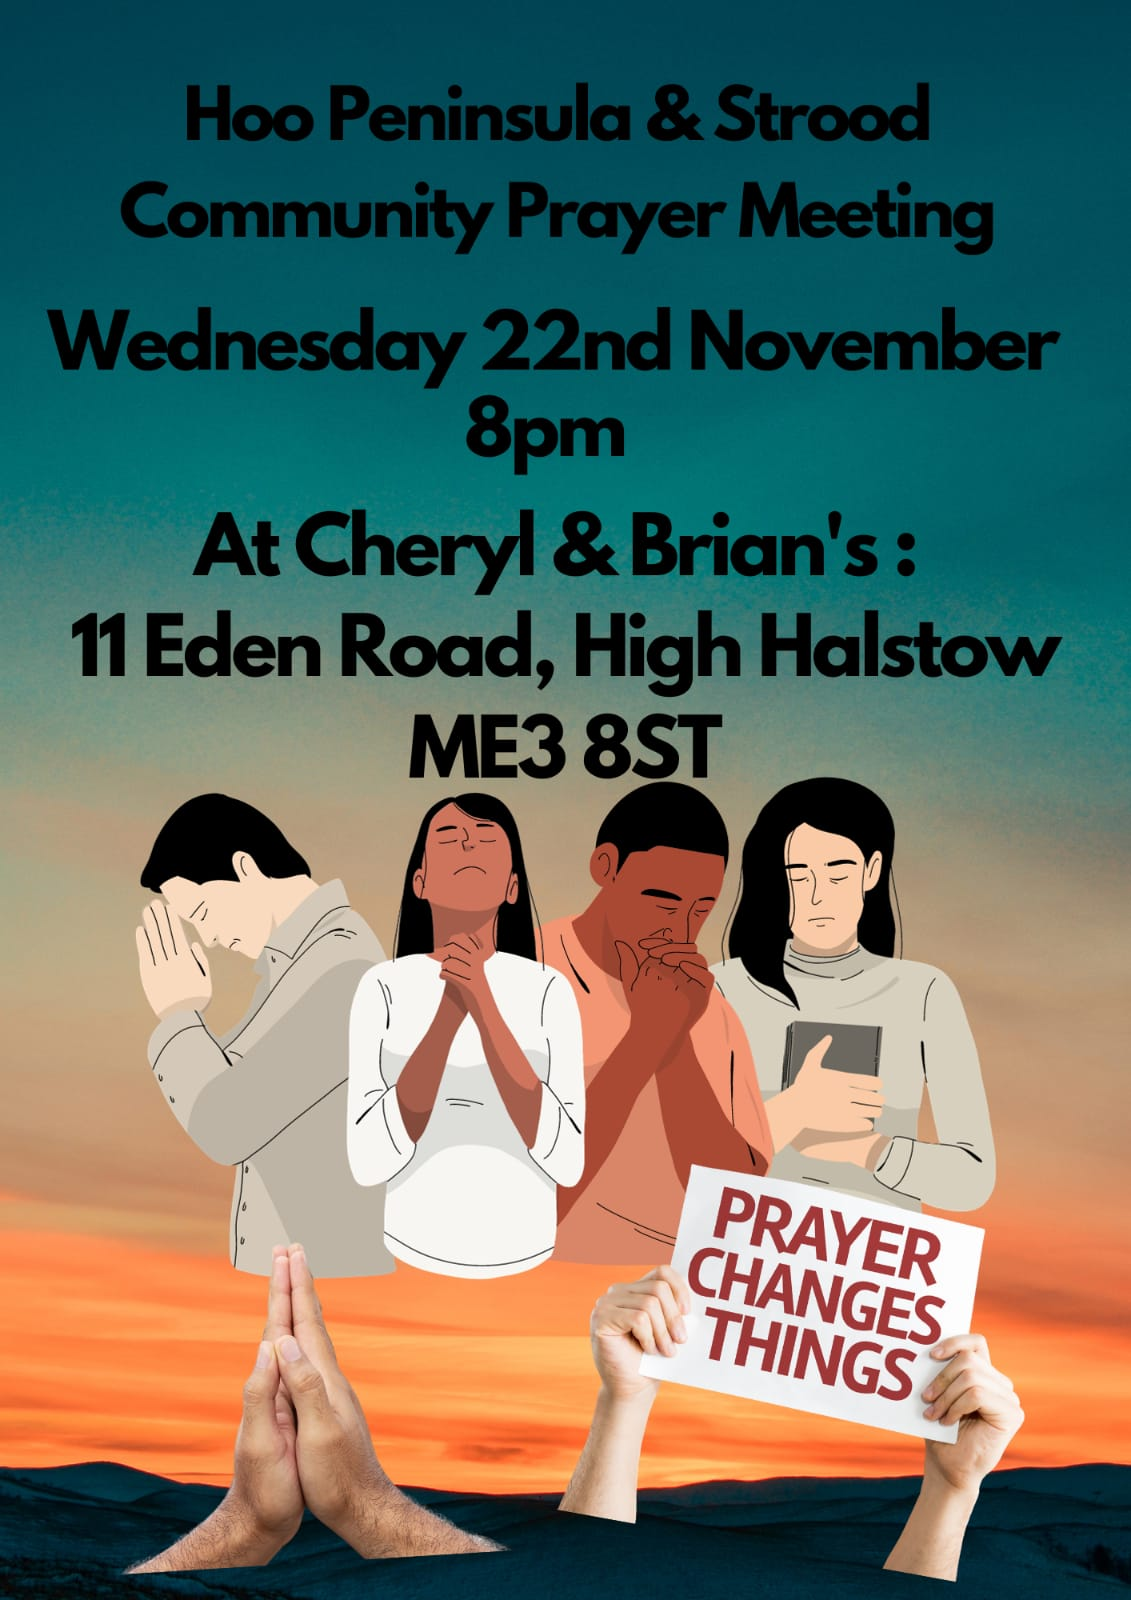 Hoo Peninsula & Strood
Community Prayer Meeting
Wednesday 22nd November
8pm
At Cheryl & Brian's :
11 Eden Road, High Halstow
ME3 8ST
PRAYER
CHANGES
THINGS